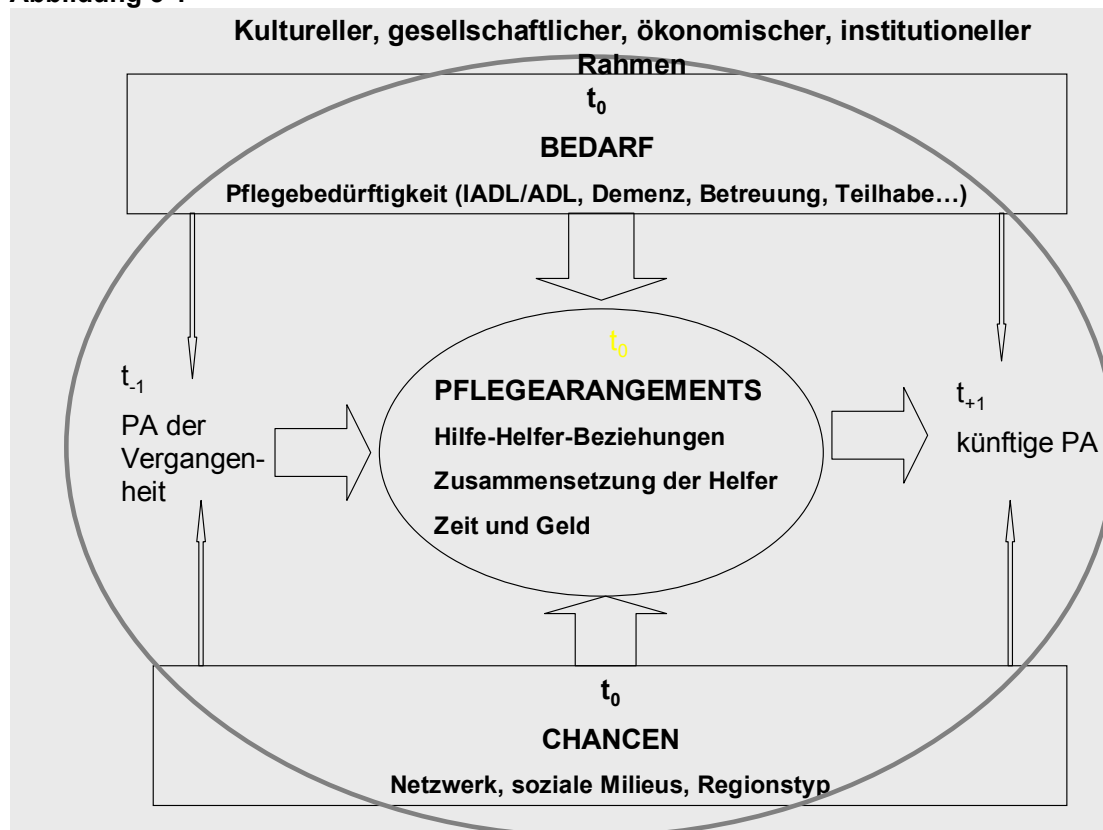 Kultureller, gesellschaftlicher, ökonomischer, institutioneller
Rahmen
t₀
BEDARF
Pflegebedürftigkeit (IADL/ADL, Demenz, Betreuung, Teilhabe…)
t₋₁
PA der
Vergangen-
heit
t₀
PFLEGEARANGEMENTS
Hilfe-Helfer-Beziehungen
Zusammensetzung der Helfer
Zeit und Geld
t₊₁
künftige PA
t₀
CHANCEN
Netzwerk, soziale Milieus, Regionstyp